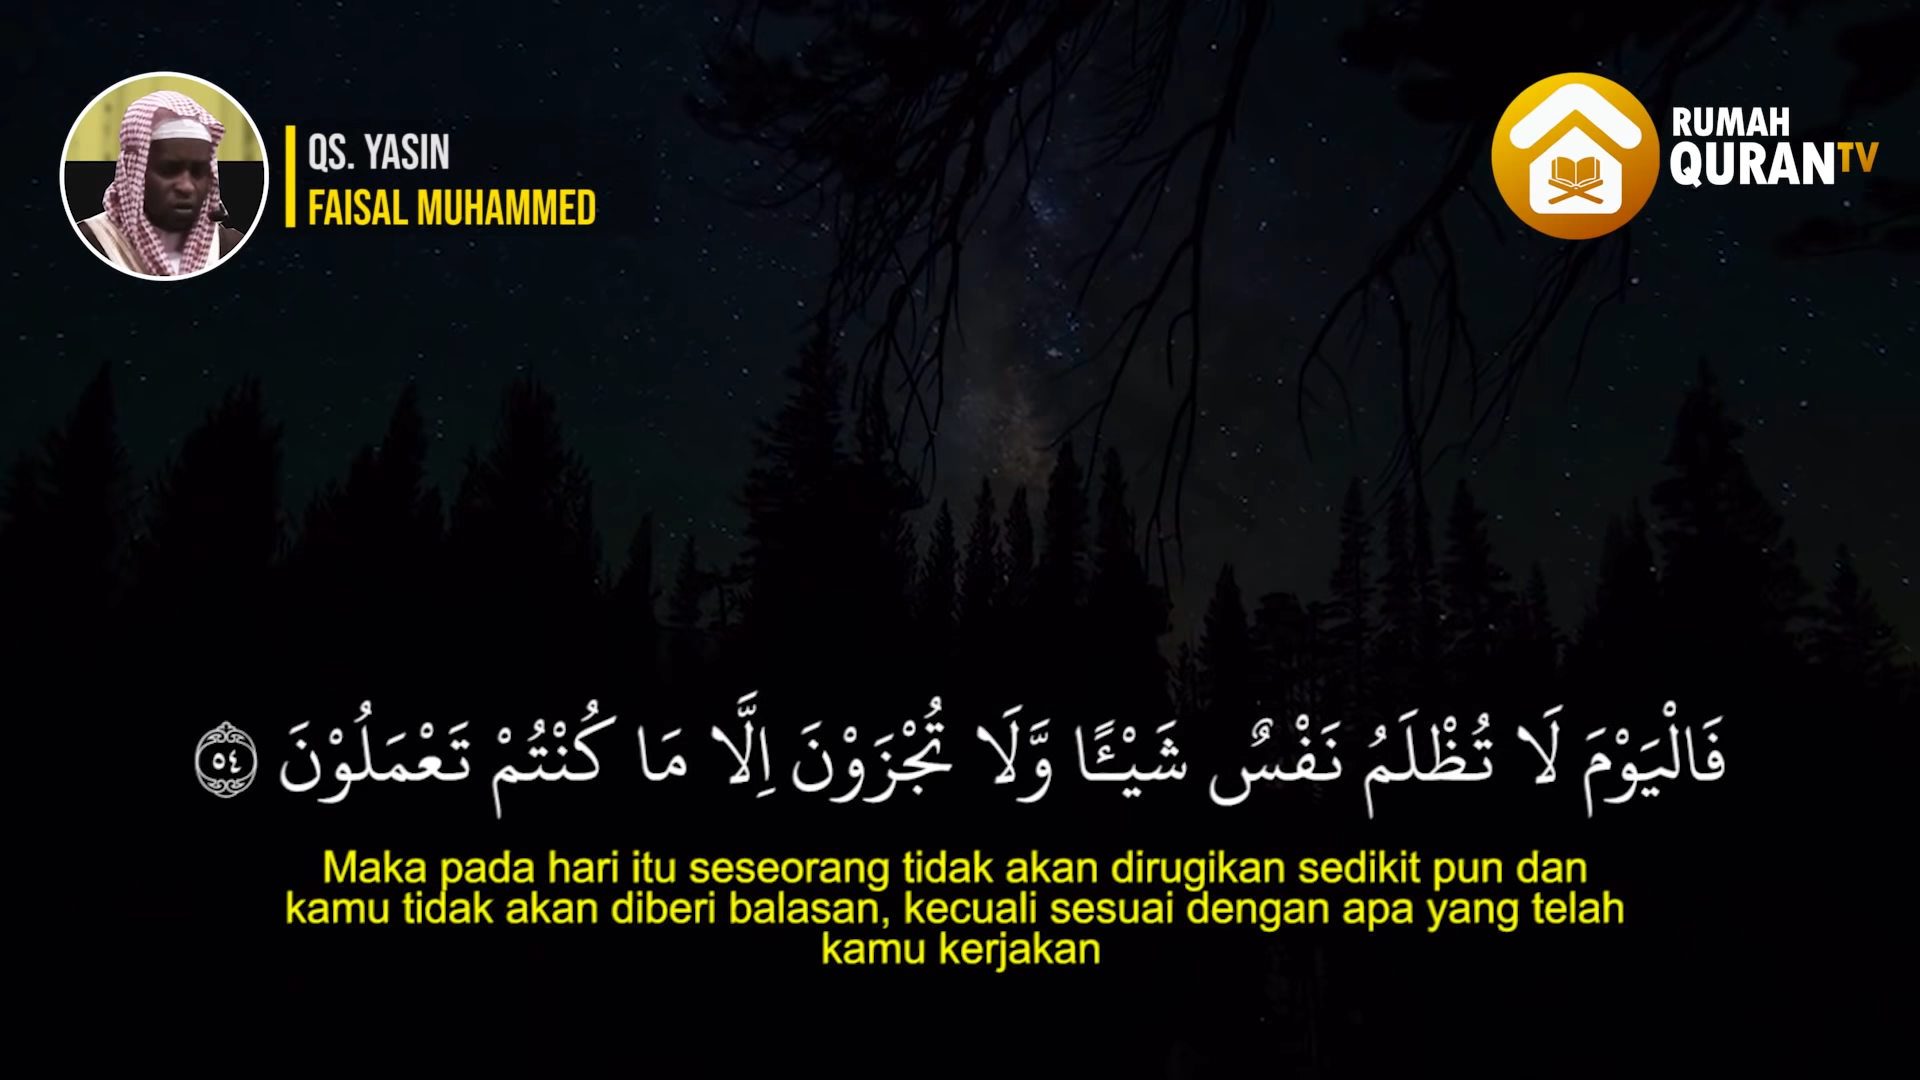 QS. YASIN
FAISAL MUHAMMED
RUMAH
QURANTV
فَالْيَوْمَ لَا تُظْلَمُ نَفْسٌ شَيْـًٔا وَّلَا تُجْزَوْنَ اِلَّا مَا كُنْتُمْ تَعْمَلُوْنَ ٥٤
Maka pada hari itu seseorang tidak akan dirugikan sedikit pun dan
kamu tidak akan diberi balasan, kecuali sesuai dengan apa yang telah
kamu kerjakan